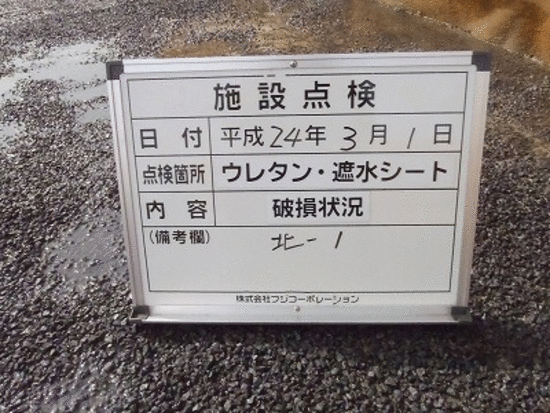 施設点検
日付 平成24年3月1日
点検箇所 ウレタン・遮水シート
内容 破損状況
(備考欄) 北-1
株式会社フジコーポレーション